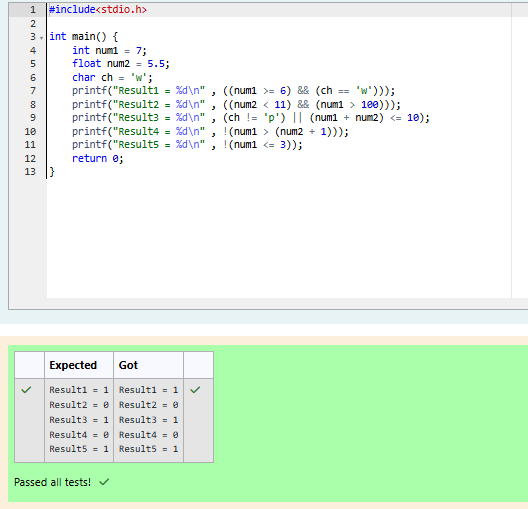 1 #include<stdio.h>
2
3 int main() {
4     int num1 = 7;
5     float num2 = 5.5;
6     char ch = 'w';
7     printf("Result1 = %d\n" , ((num1 >= 6) && (ch == 'w')));
8     printf("Result2 = %d\n" , ((num2 < 11) && (num1 > 100)));
9     printf("Result3 = %d\n" , (ch != 'p') || (num1 + num2) <= 10);
10     printf("Result4 = %d\n" , !(num1 > (num2 + 1)));
11     printf("Result5 = %d\n" , !(num1 <= 3));
12     return 0;
13 }
Expected Got
Result1 = 1 Result1 = 1
Result2 = 0 Result2 = 0
Result3 = 1 Result3 = 1
Result4 = 0 Result4 = 0
Result5 = 1 Result5 = 1
Passed all tests!